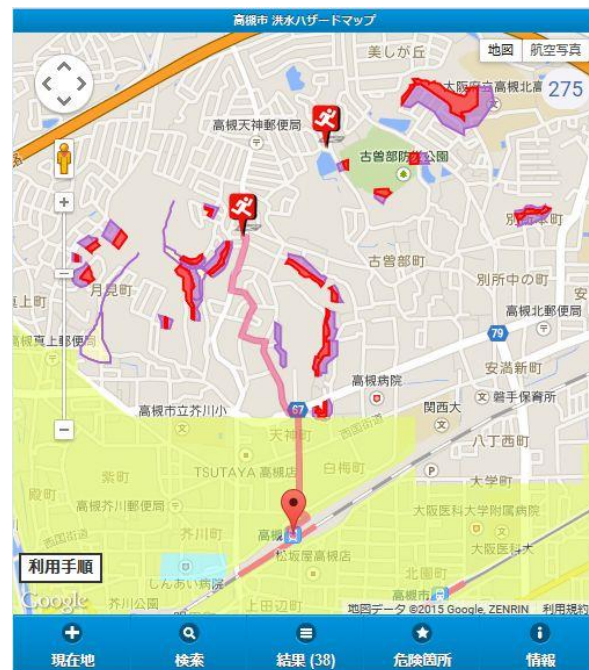 高槻市 洪水ハザードマップ
美しが丘
地図
航空写真
275
高槻天神郵便局
古曽部防災公園
別所本町
古曽部町
別所中の町
月見町
真上町
高槻北郵便局
高槻真上郵便局
79
安満新町
高槻病院
高槻市立芥川小
67
関西大
磐手保育所
天神町
西国街道
八丁西町
TSUTAYA 高槻店
白梅町
紫町
大学町
殿町
高槻芥川郵便局
大阪医科大学附属病院
西国街道
芥川町
高槻
大阪医科大
松坂屋高槻店
利用手順
しんあい病院
北園町
高槻市
Google
芥川公園
上田辺町
地図データ ©2015 Google, ZENRIN
利用規約
現在地
検索
結果 (38)
危険箇所
情報